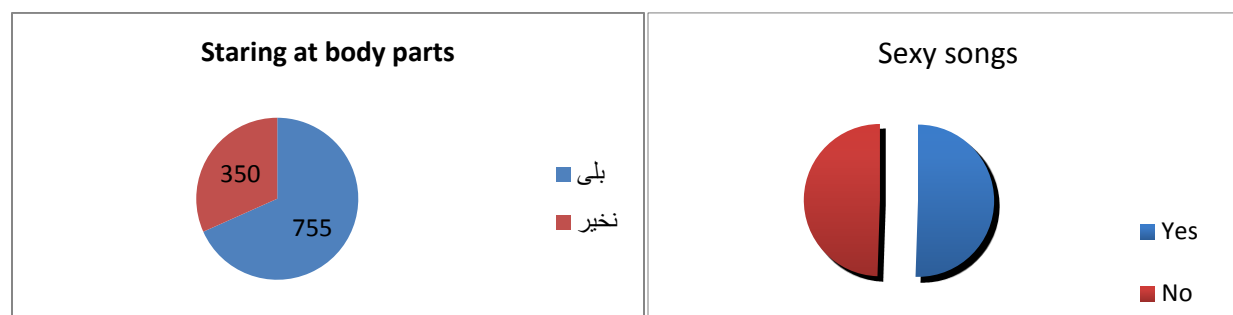 Staring at body parts
350
755
بلی
نخیر
Sexy songs
Yes
No